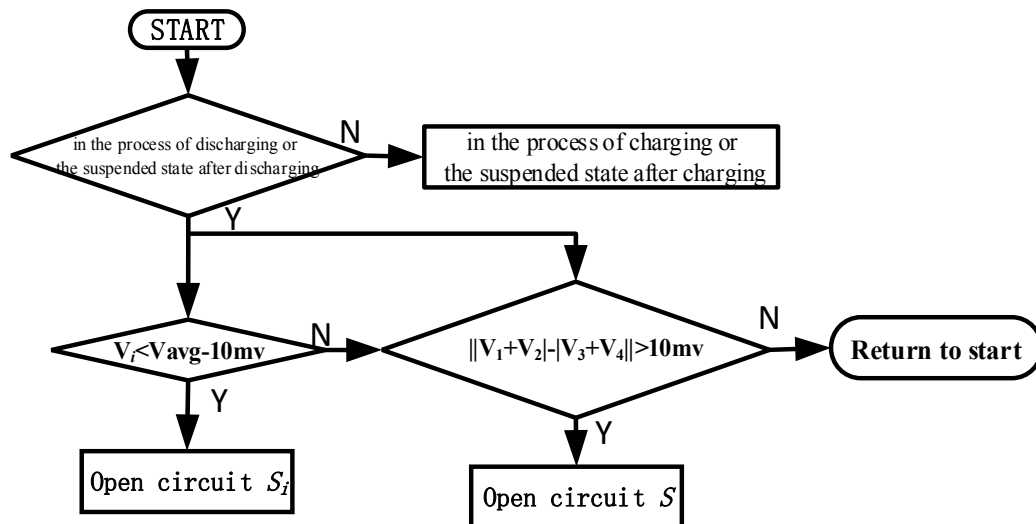 START
in the process of discharging or
the suspended state after discharging
N
in the process of charging or
the suspended state after charging
Y
V𝑖<Vavg-10mv
N
||V₁+V₂|-|V₃+V₄||>10mv
N
Return to start
Y
Y
Open circuit Sᵢ
Open circuit S